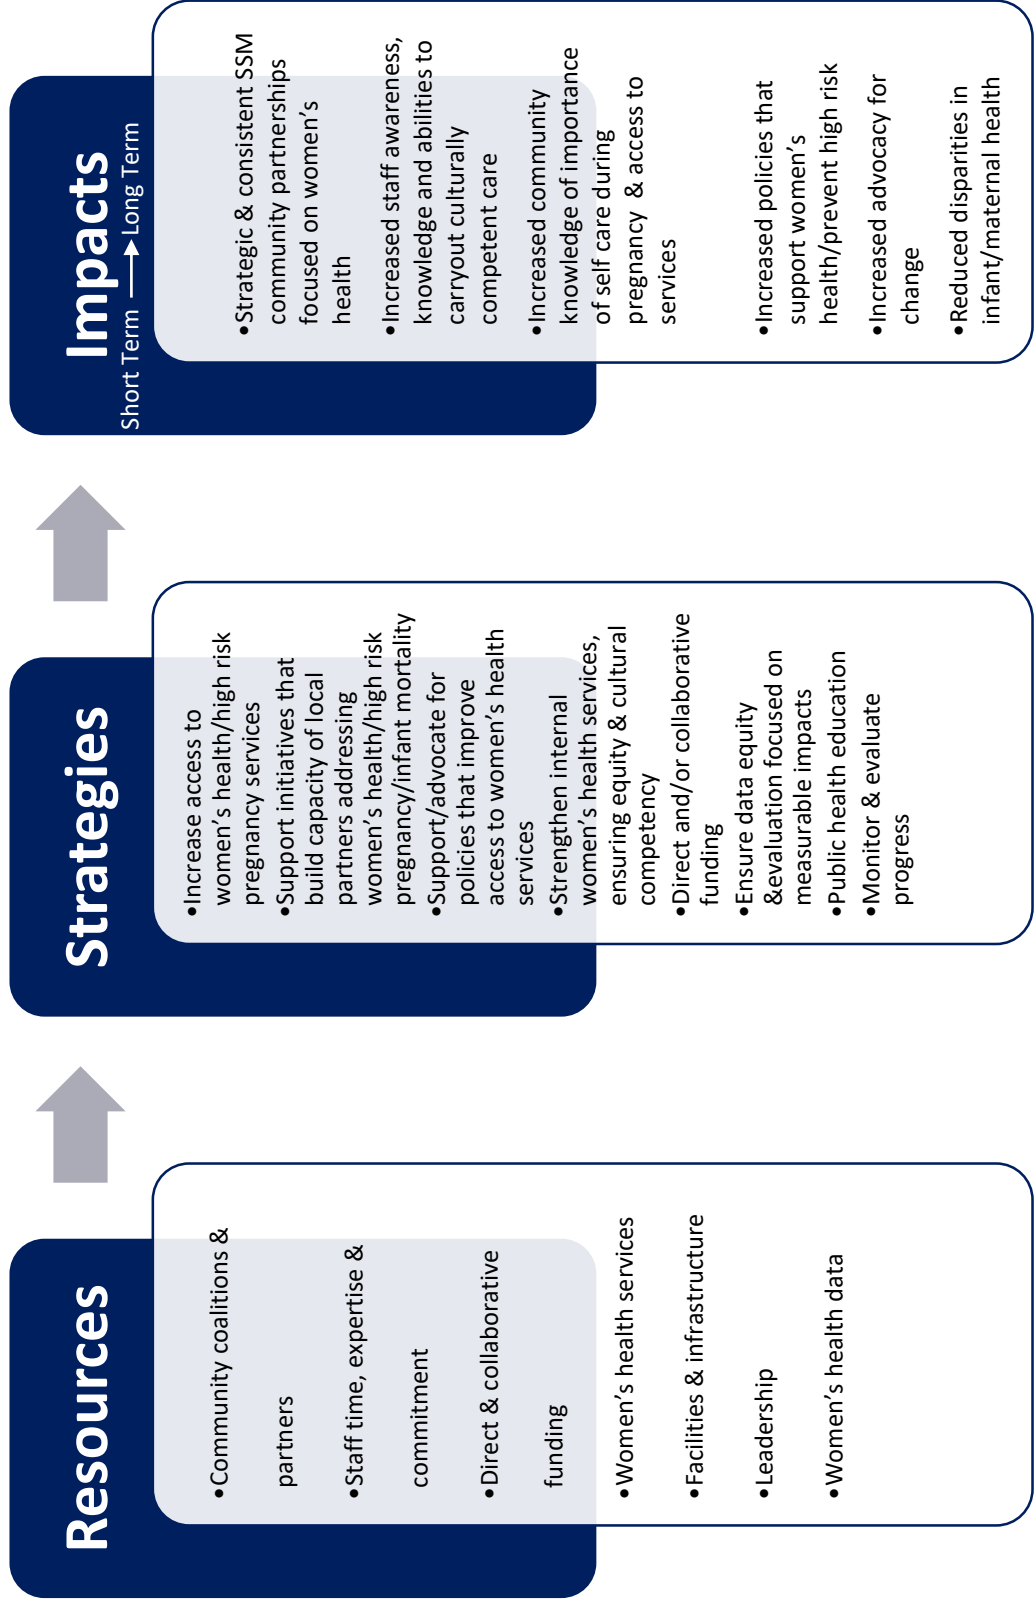 Resources
•Community coalitions &
partners
•Staff time, expertise &
commitment
•Direct & collaborative
funding
•Women's health services
•Facilities & infrastructure
•Leadership
•Women's health data
Strategies
•Increase access to
women's health/high risk
pregnancy services
•Support initiatives that
build capacity of local
partners addressing
women's health/high risk
pregnancy/infant mortality
•Support/advocate for
policies that improve
access to women's health
services
•Strengthen internal
women's health services,
ensuring equity & cultural
competency
•Direct and/or collaborative
funding
•Ensure data equity
&evaluation focused on
measurable impacts
•Public health education
•Monitor & evaluate
progress
Impacts
Short Term → Long Term
•Strategic & consistent SSM
community partnerships
focused on women's
health
•Increased staff awareness,
knowledge and abilities to
carryout culturally
competent care
•Increased community
knowledge of importance
of self care during
pregnancy & access to
services
•Increased policies that
support women's
health/prevent high risk
•Increased advocacy for
change
•Reduced disparities in
infant/maternal health